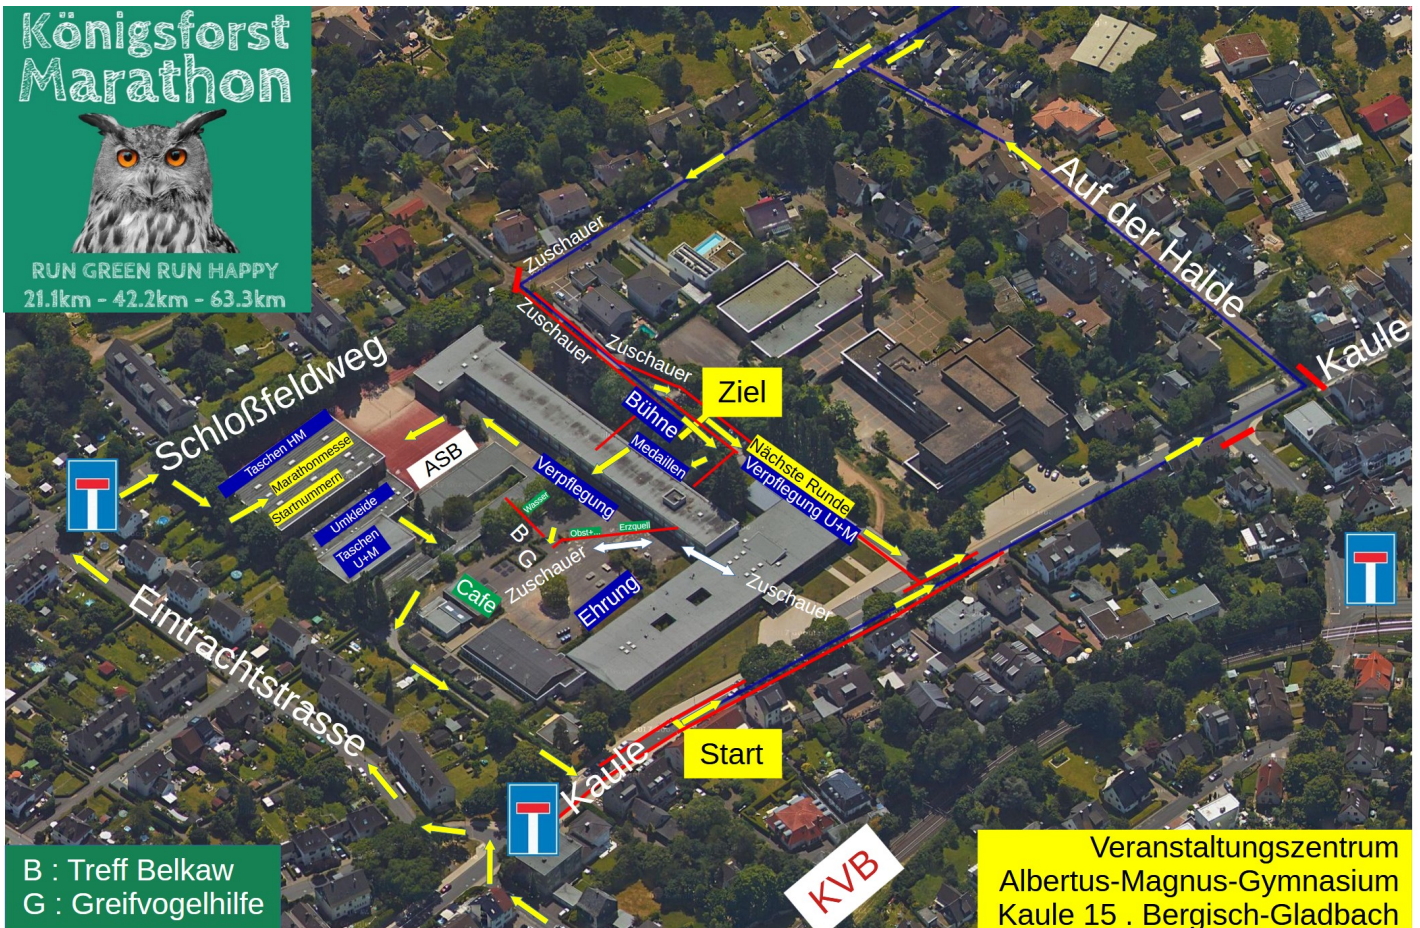 Königsforst
Marathon
RUN GREEN RUN HAPPY
21.1km - 42.2km - 63.3km
Auf der Halde
Kaule
Zuschauer
Zuschauer
Zuschauer
Ziel
Bühne
Medaillen
Nächste Runde
Verpflegung U+M
Schloßfeldweg
Taschen HM
Marathonmesse
Startnummern
Umkleide
Taschen
U+M
ASB
Verpflegung
Wasser
Obst+...
Erzquell
B
G
Zuschauer
Zuschauer
Cafe
Ehrung
Eintrachtstrasse
Start
Kaule
KVB
B : Treff Belkaw
G : Greifvogelhilfe
Veranstaltungszentrum
Albertus-Magnus-Gymnasium
Kaule 15 . Bergisch-Gladbach